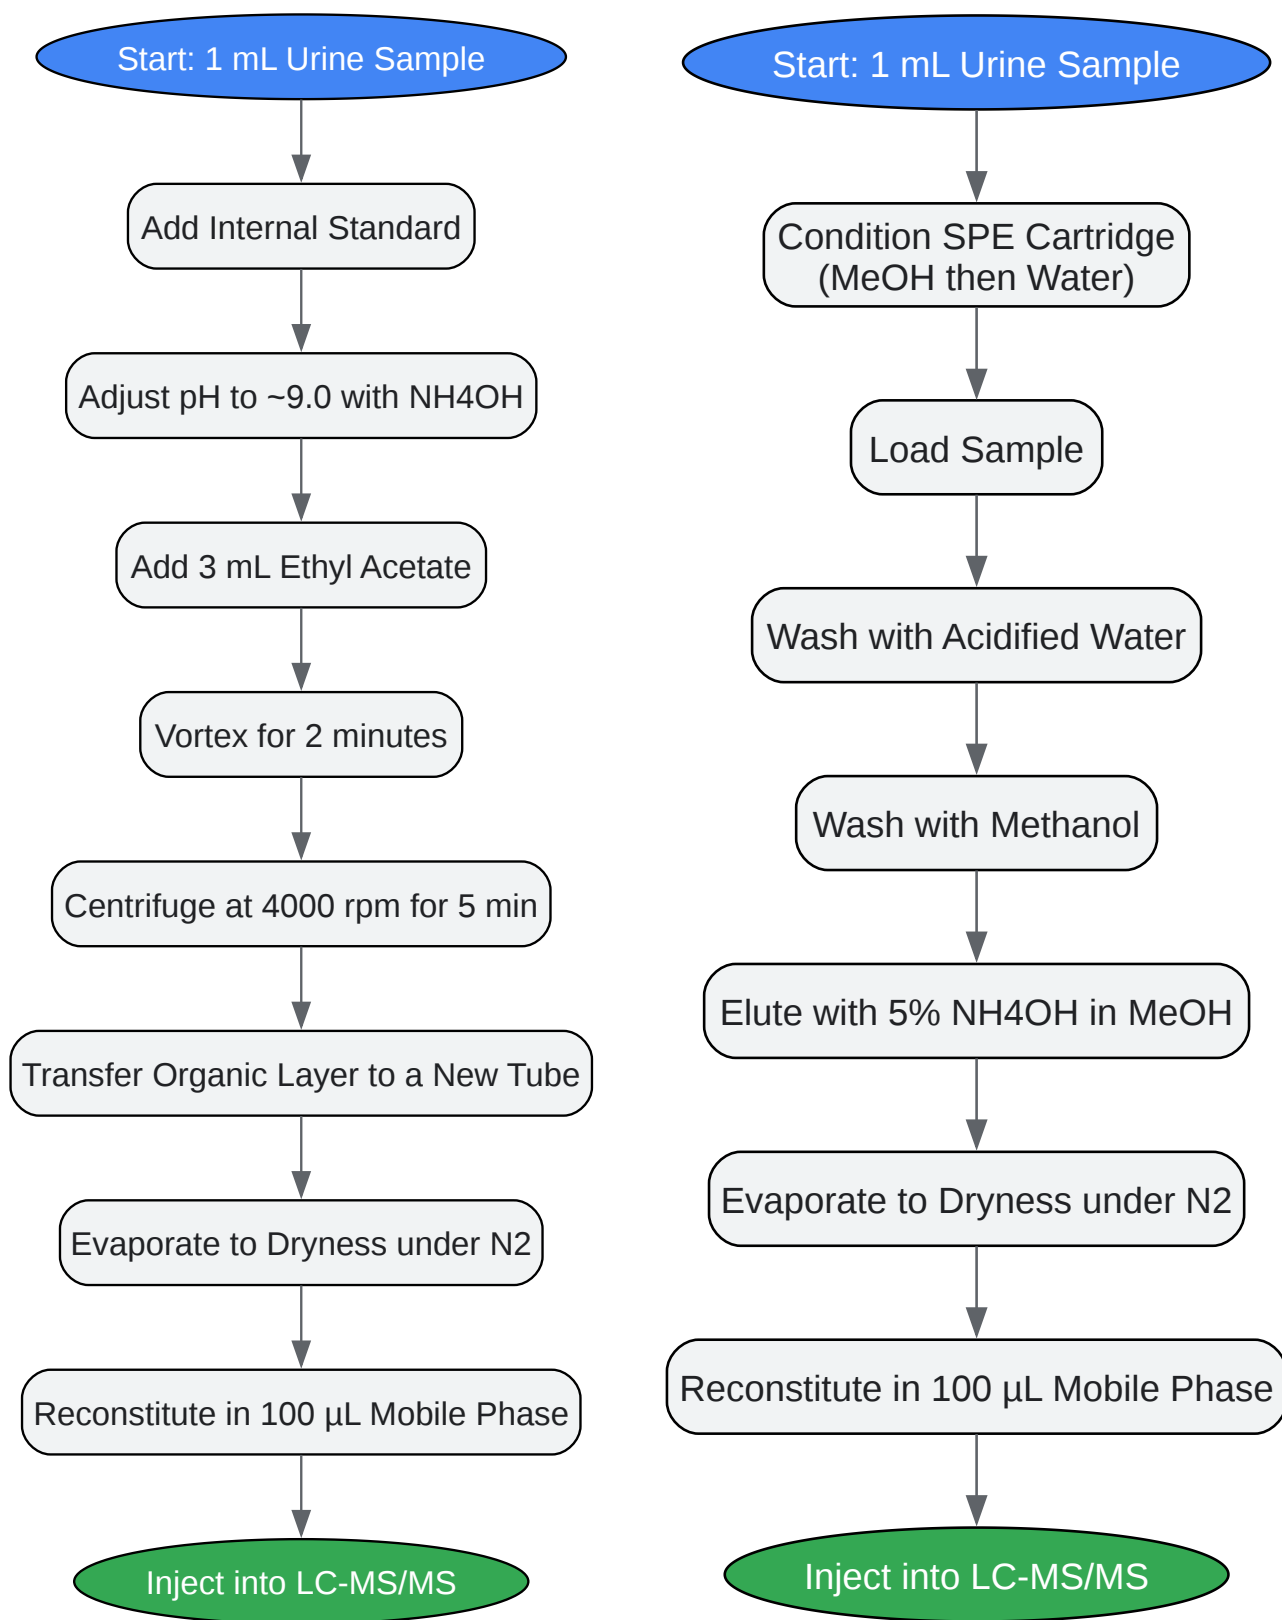 Start: 1 mL Urine Sample
Add Internal Standard
Adjust pH to ~9.0 with NH4OH
Add 3 mL Ethyl Acetate
Vortex for 2 minutes
Centrifuge at 4000 rpm for 5 min
Transfer Organic Layer to a New Tube
Evaporate to Dryness under N2
Reconstitute in 100 µL Mobile Phase
Inject into LC-MS/MS
Start: 1 mL Urine Sample
Condition SPE Cartridge
(MeOH then Water)
Load Sample
Wash with Acidified Water
Wash with Methanol
Elute with 5% NH4OH in MeOH
Evaporate to Dryness under N2
Reconstitute in 100 µL Mobile Phase
Inject into LC-MS/MS